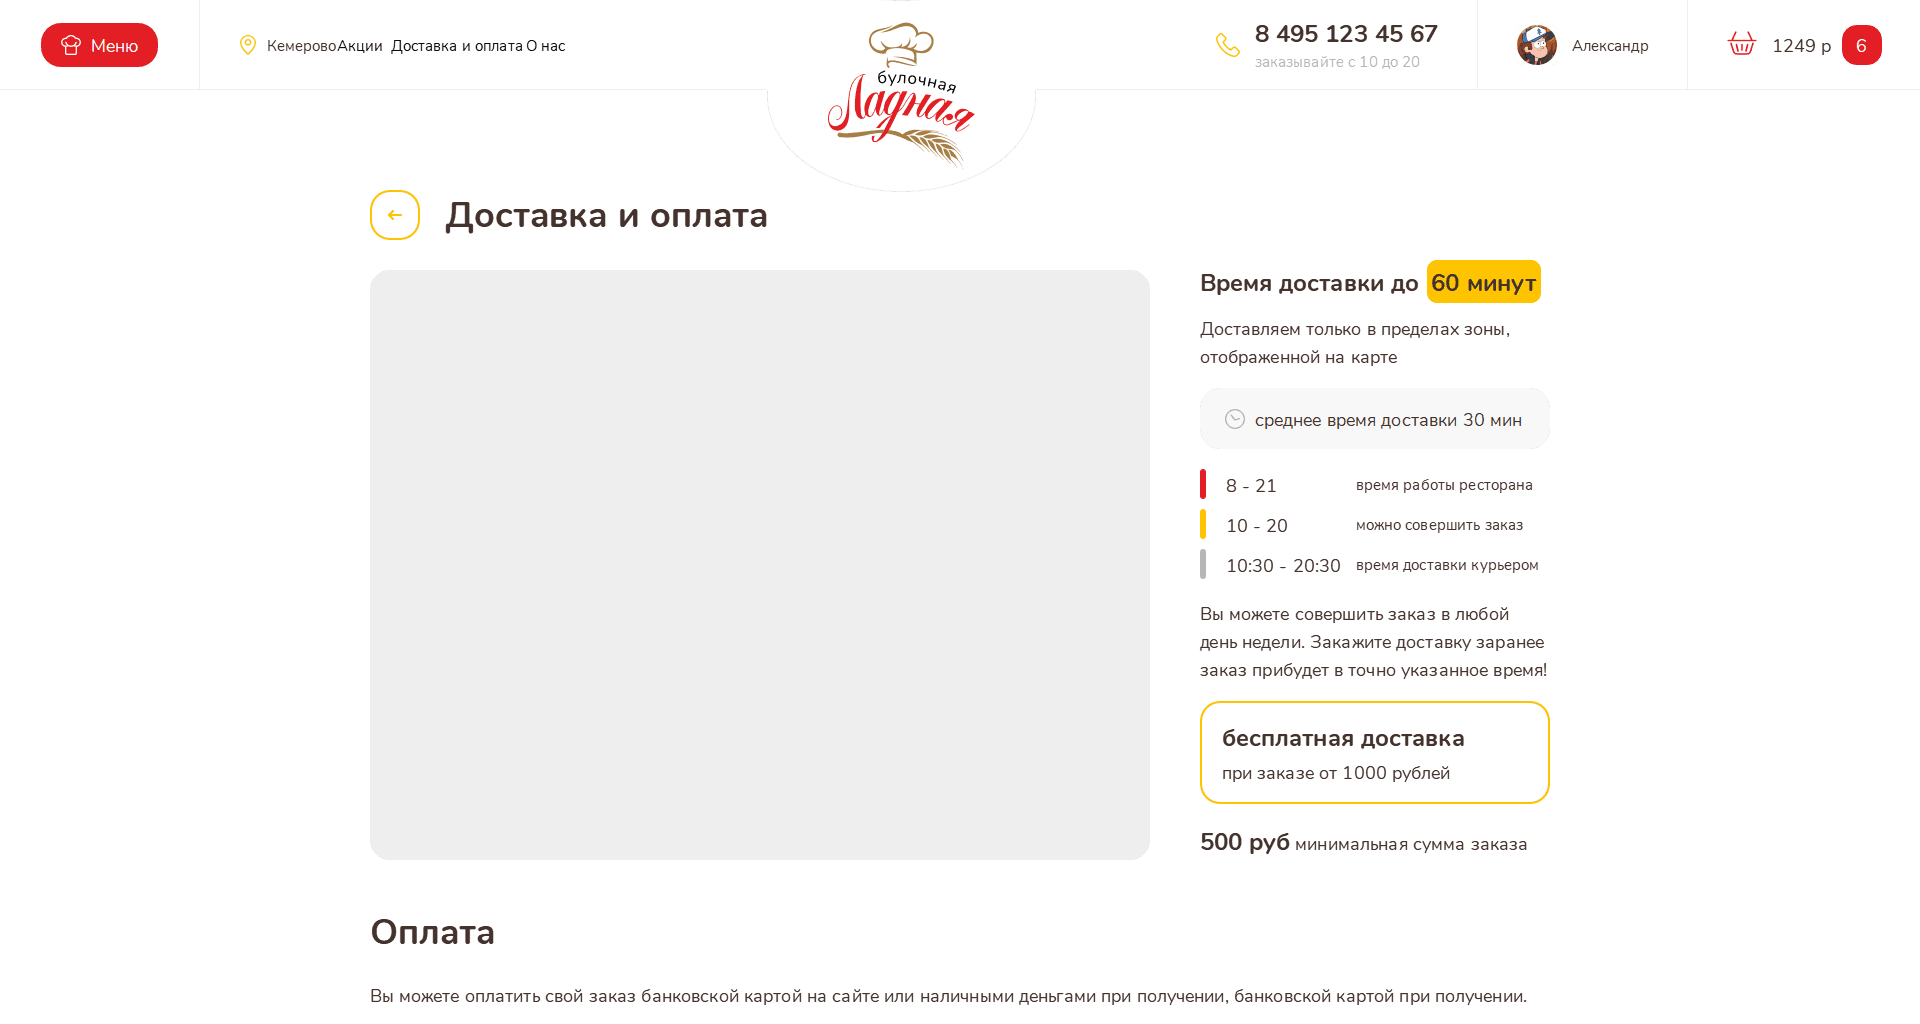 Меню
Кемерово Акции Доставка и оплата О нас
булочная
Ладная
8 495 123 45 67
заказывайте с 10 до 20
Александр
1249 р 6
Доставка и оплата
Время доставки до 60 минут
Доставляем только в пределах зоны,
отображенной на карте
среднее время доставки 30 мин
8 - 21 время работы ресторана
10 - 20 можно совершить заказ
10:30 - 20:30 время доставки курьером
Вы можете совершить заказ в любой
день недели. Закажите доставку заранее
заказ прибудет в точно указанное время!
бесплатная доставка
при заказе от 1000 рублей
500 руб минимальная сумма заказа
Оплата
Вы можете оплатить свой заказ банковской картой на сайте или наличными деньгами при получении, банковской картой при получении.